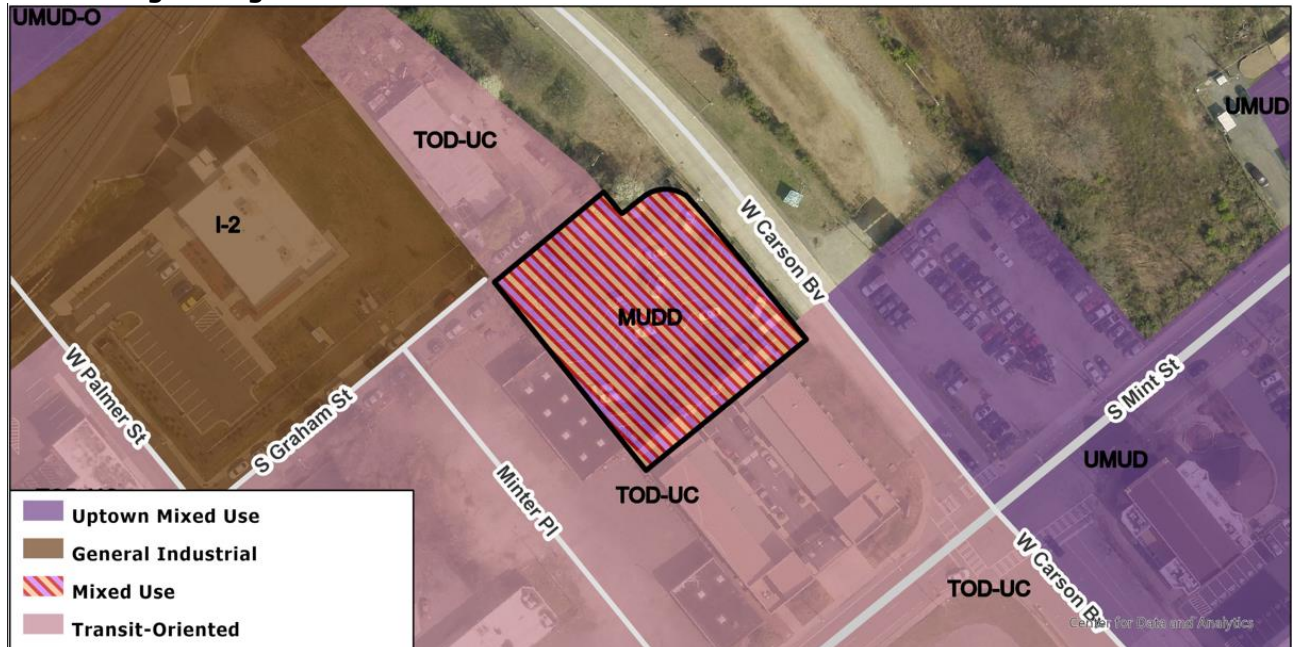 UMUD-O
UMUD
TOD-UC
I-2
W Carson Bv
MUDD
W Palmer St
S Graham St
S Mint St
Minter Pl
UMUD
TOD-UC
W Carson Bv
TOD-UC
Center for Data and Analytics
Uptown Mixed Use
General Industrial
Mixed Use
Transit-Oriented